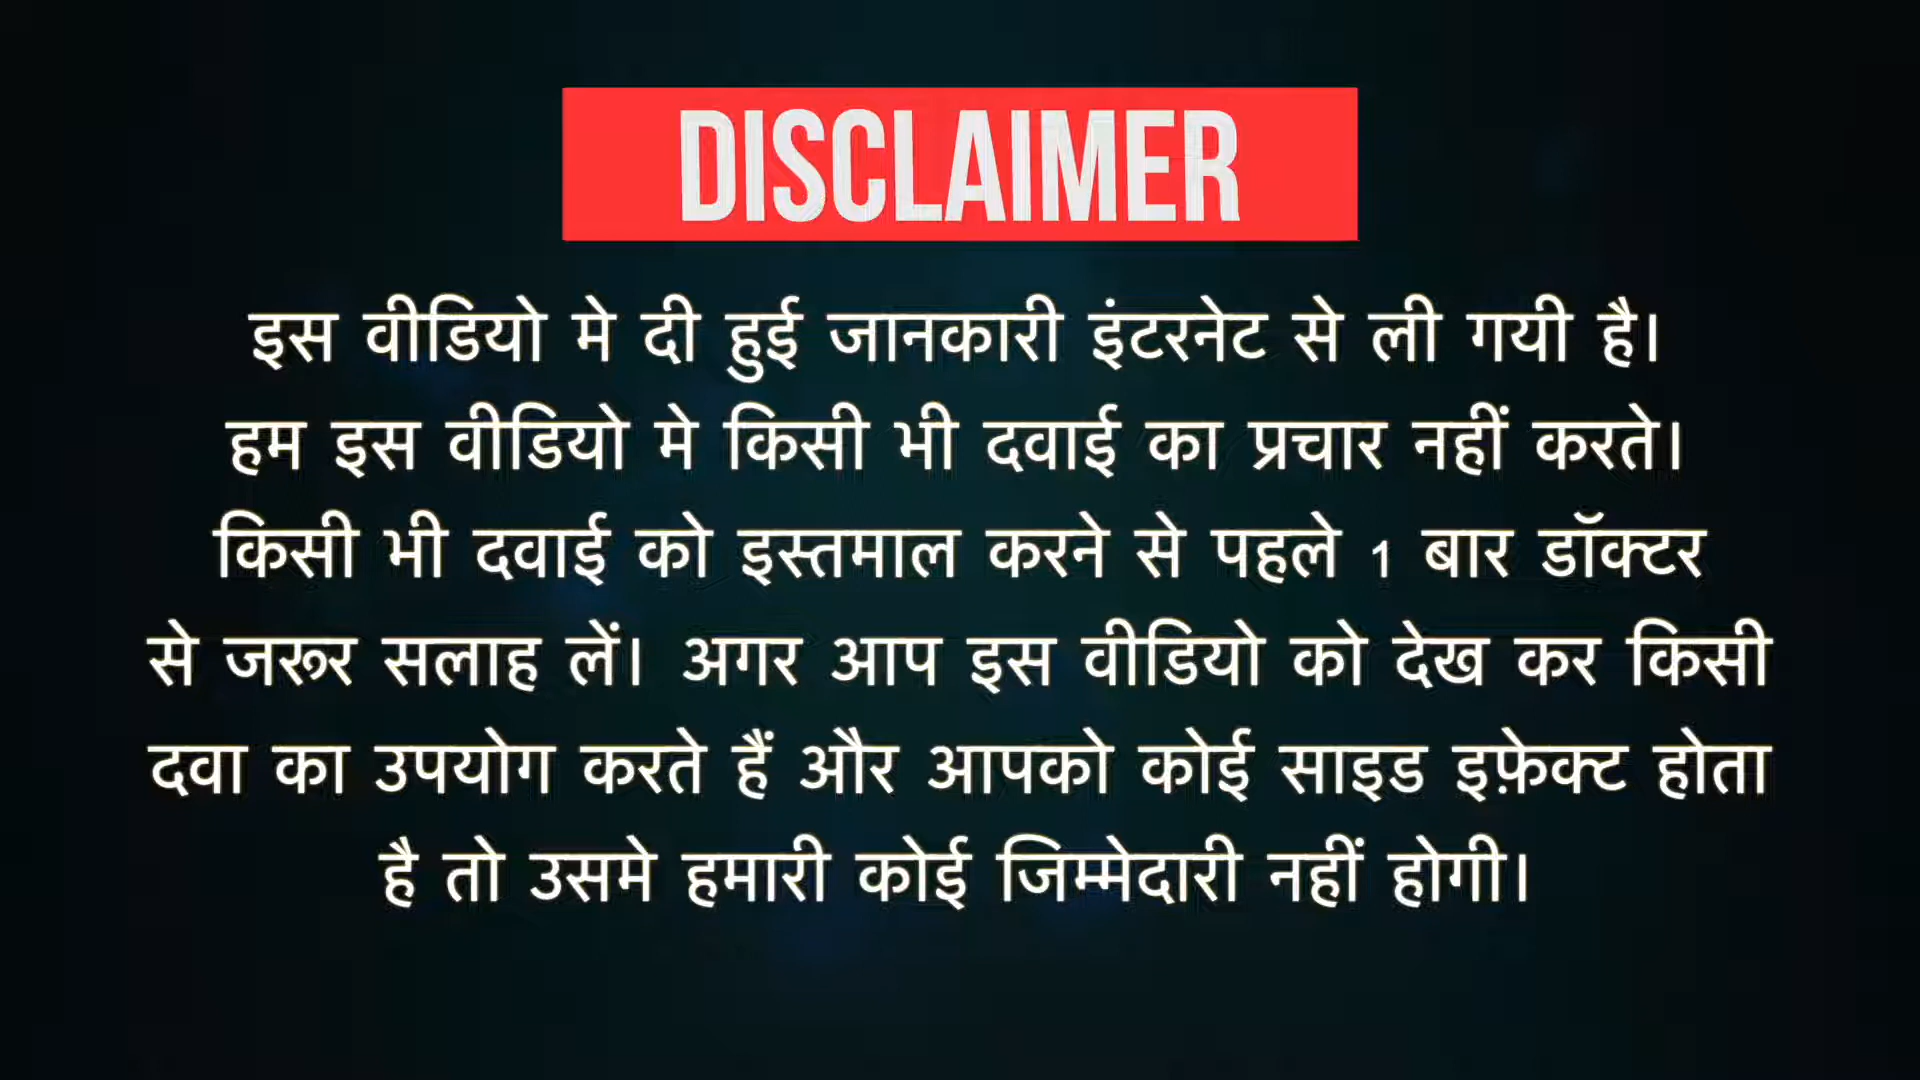 DISCLAIMER
इस वीडियो मे दी हुई जानकारी इंटरनेट से ली गयी है।
हम इस वीडियो मे किसी भी दवाई का प्रचार नहीं करते।
किसी भी दवाई को इस्तमाल करने से पहले 1 बार डॉक्टर
से जरूर सलाह लें। अगर आप इस वीडियो को देख कर किसी
दवा का उपयोग करते हैं और आपको कोई साइड इफ़ेक्ट होता
है तो उसमे हमारी कोई जिम्मेदारी नहीं होगी।